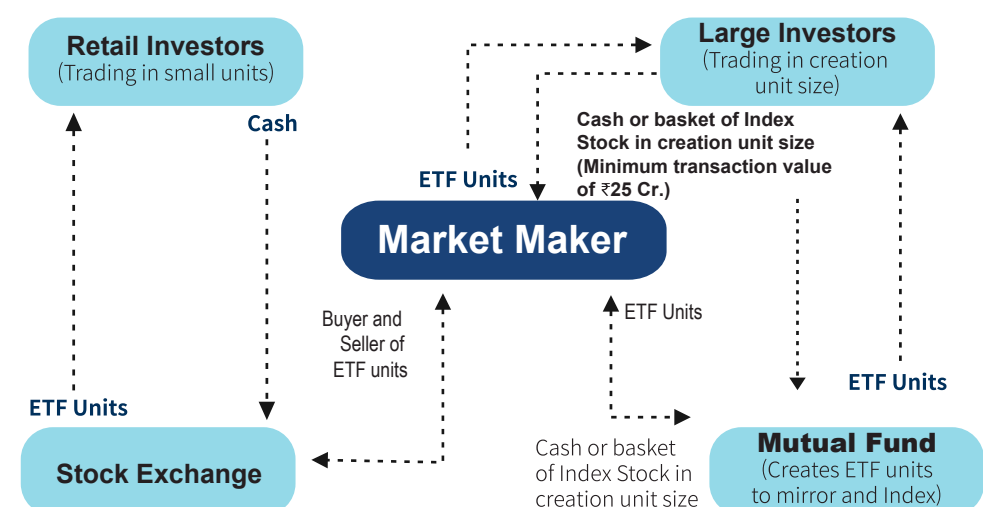 Retail Investors
(Trading in small units)
Large Investors
(Trading in creation
unit size)
Cash
Cash or basket of Index
Stock in creation unit size
(Minimum transaction value
of ₹25 Cr.)
ETF Units
Market Maker
Buyer and
Seller of
ETF units
ETF Units
ETF Units
ETF Units
Stock Exchange
Cash or basket
of Index Stock in
creation unit size
Mutual Fund
(Creates ETF units
to mirror and Index)